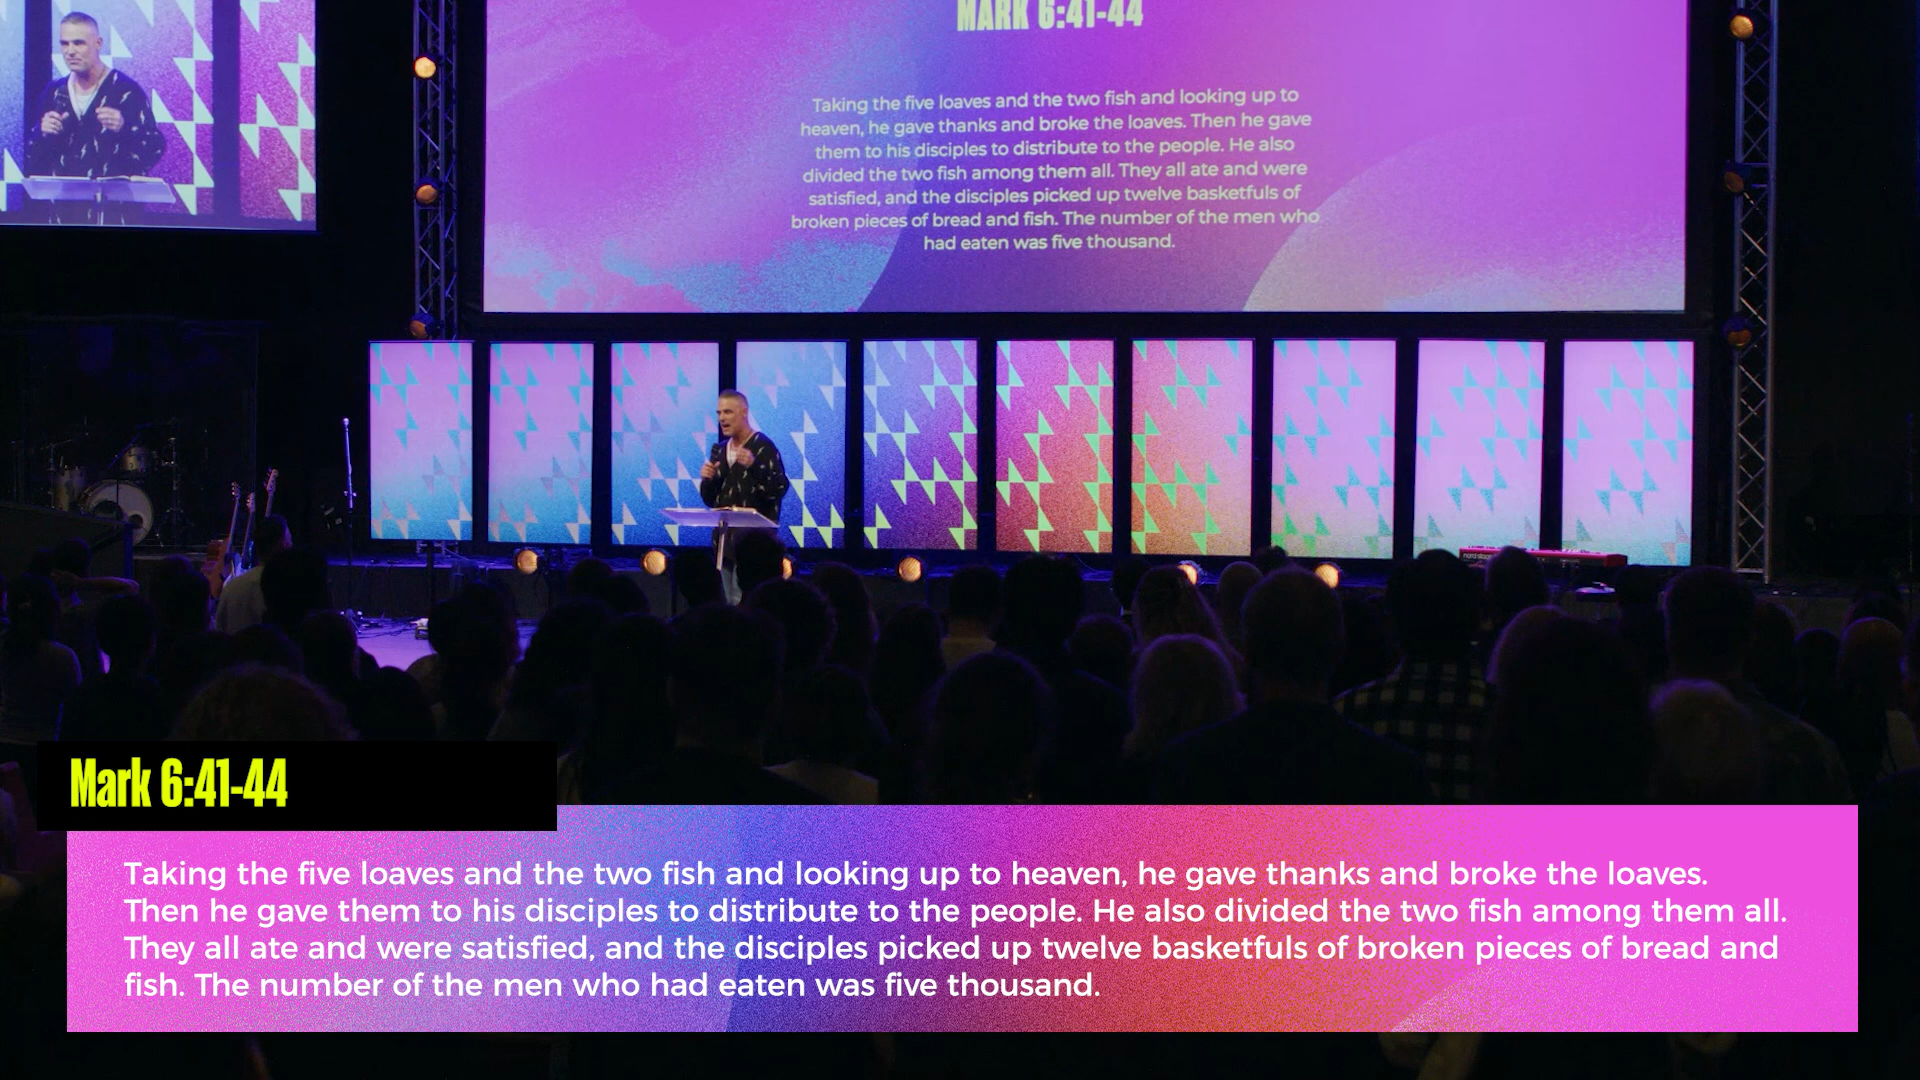 MARK 6:41-44
Taking the five loaves and the two fish and looking up to
heaven, he gave thanks and broke the loaves. Then he gave
them to his disciples to distribute to the people. He also
divided the two fish among them all. They all ate and were
satisfied, and the disciples picked up twelve basketfuls of
broken pieces of bread and fish. The number of the men who
had eaten was five thousand.
Mark 6:41-44
Taking the five loaves and the two fish and looking up to heaven, he gave thanks and broke the loaves.
Then he gave them to his disciples to distribute to the people. He also divided the two fish among them all.
They all ate and were satisfied, and the disciples picked up twelve basketfuls of broken pieces of bread and
fish. The number of the men who had eaten was five thousand.